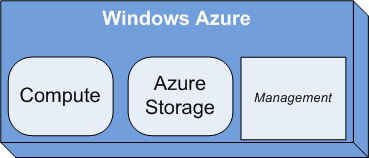 Windows Azure
Compute
Azure
Storage
Management